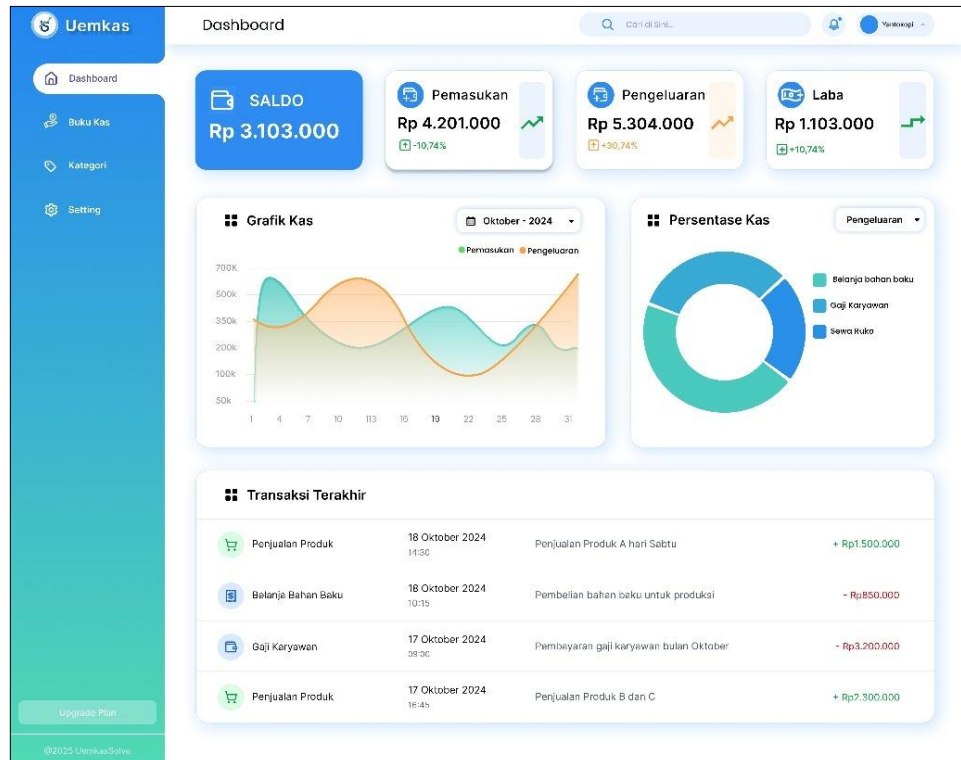 Uemkas
Dashboard
Cari di Sini...
Yantokopi
Dashboard
Buku Kas
Kategori
Setting
Upgrade Plan
@2025 UemkasSolve
SALDO
Rp 3.103.000
Pemasukan
Rp 4.201.000
-10,74%
Pengeluaran
Rp 5.304.000
+30,74%
Laba
Rp 1.103.000
+10,74%
Grafik Kas
Oktober - 2024
Pemasukan Pengeluaran
700K
500k
350k
200k
100k
50k
1 4 7 10 113 16 19 22 25 28 31
Persentase Kas
Pengeluaran
Belanja bahan baku
Gaji Karyawan
Sewa Ruko
Transaksi Terakhir
Penjualan Produk
18 Oktober 2024
14:30
Penjualan Produk A hari Sabtu
+ Rp1.500.000
Belanja Bahan Baku
18 Oktober 2024
10:15
Pembelian bahan baku untuk produksi
- Rp850.000
Gaji Karyawan
17 Oktober 2024
09:00
Pembayaran gaji karyawan bulan Oktober
- Rp3.200.000
Penjualan Produk
17 Oktober 2024
16:45
Penjualan Produk B dan C
+ Rp2.300.000